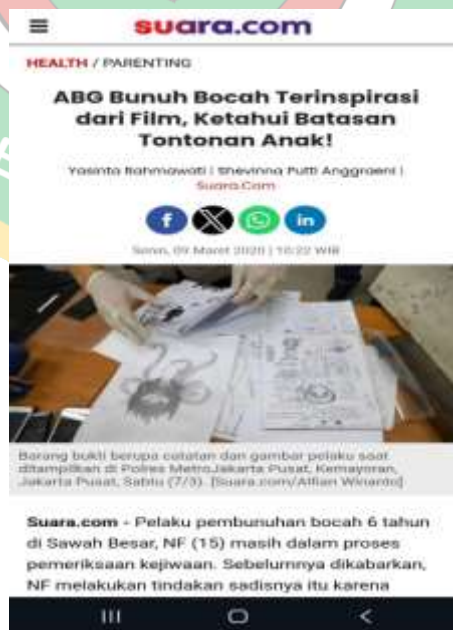 suara.com
HEALTH / PARENTING
ABG Bunuh Bocah Terinspirasi
dari Film, Ketahui Batasan
Tontonan Anak!
Yasinta Rahmawati | Shevinna Putti Anggraeni |
Suara.Com
Senin, 09 Maret 2020 | 10:22 WIB
Barang bukti berupa catatan dan gambar pelaku saat
ditampilkan di Polres MetroJakarta Pusat, Kemayoran,
Jakarta Pusat, Sabtu (7/3). [Suara.com/Alfian Winanto]
Suara.com - Pelaku pembunuhan bocah 6 tahun
di Sawah Besar, NF (15) masih dalam proses
pemeriksaan kejiwaan. Sebelumnya dikabarkan,
NF melakukan tindakan sadisnya itu karena